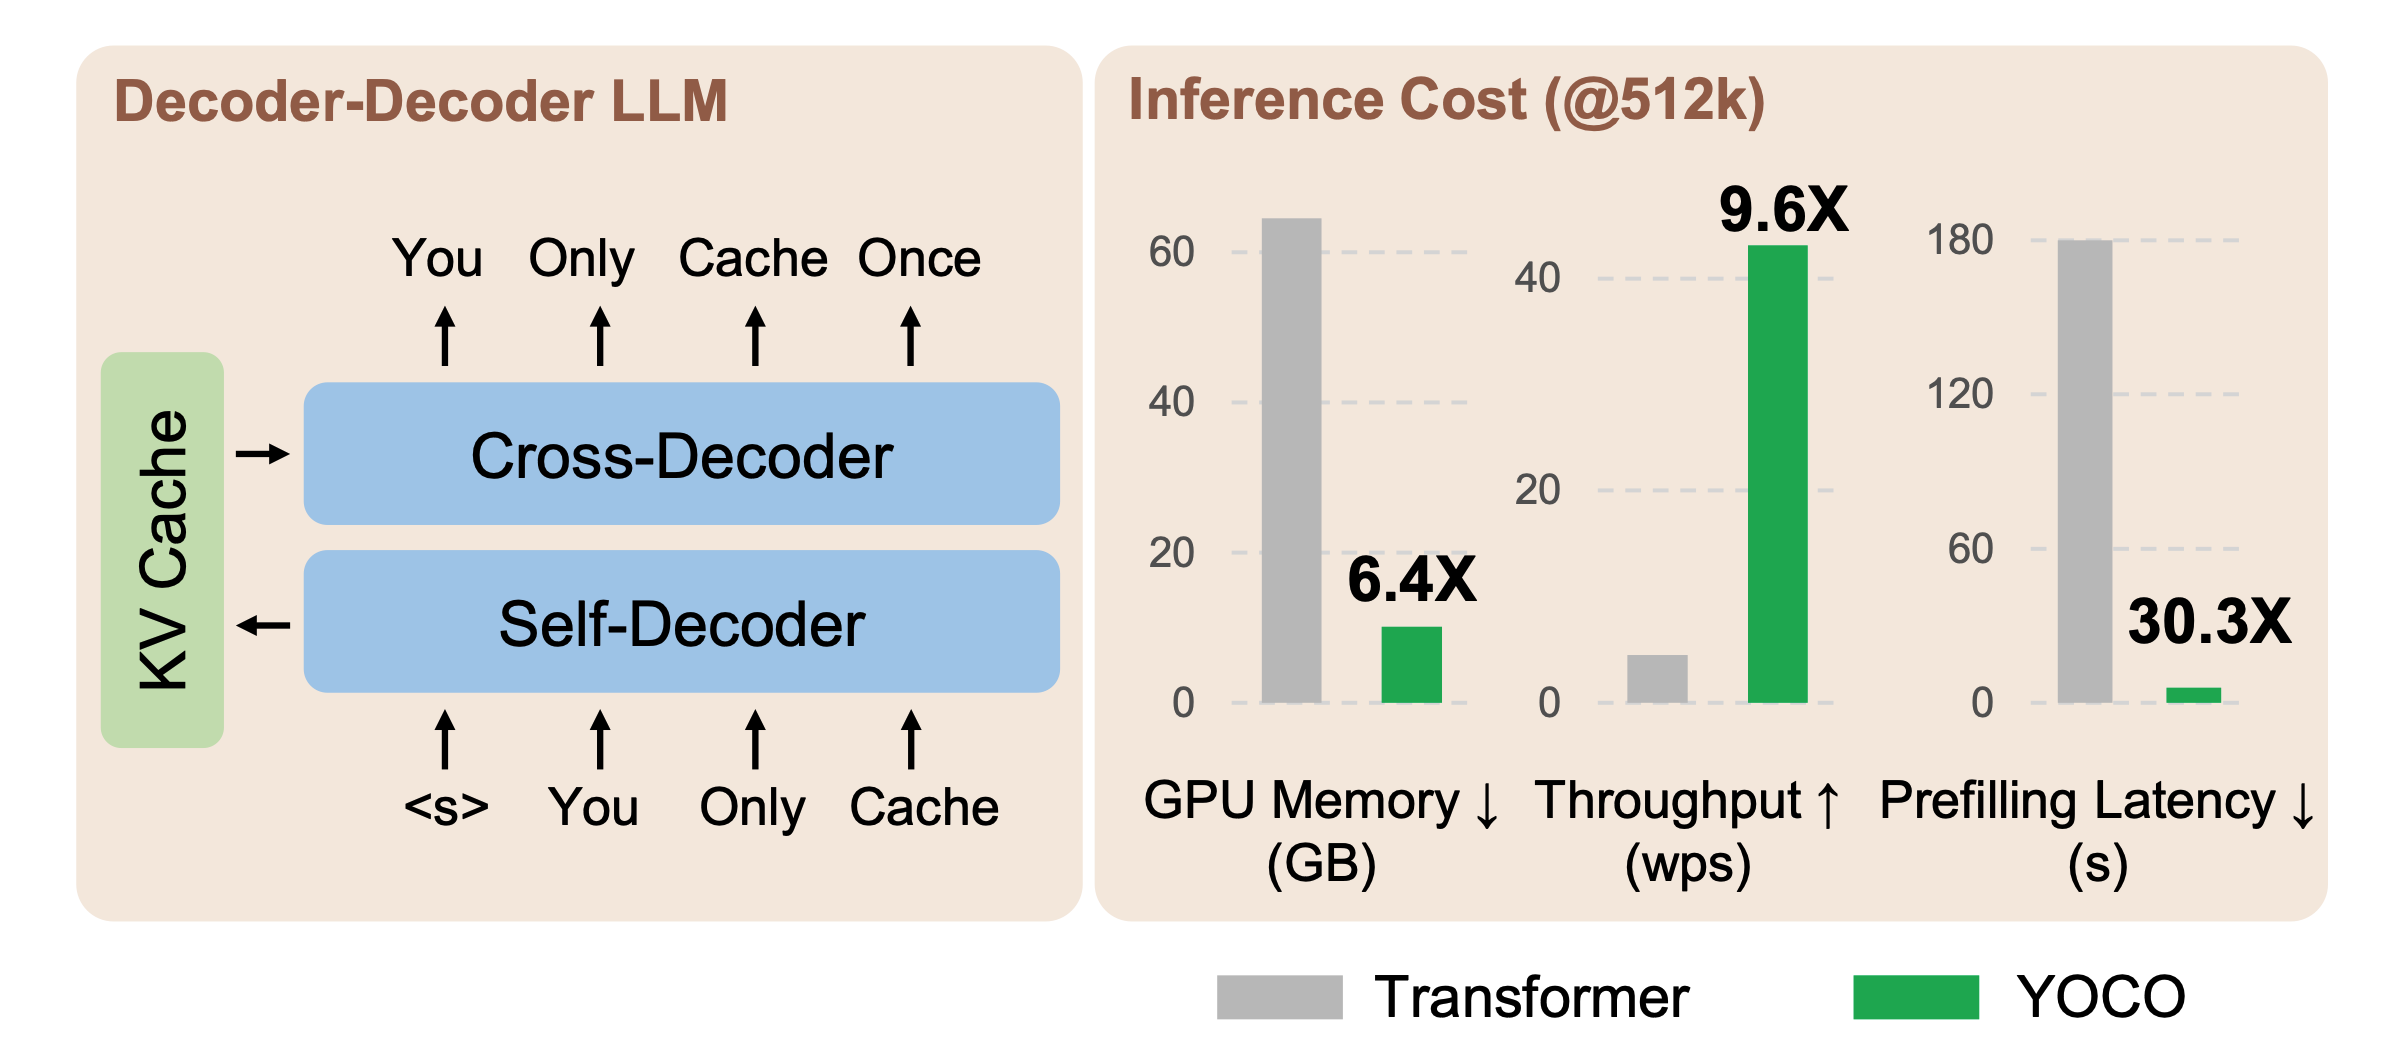 Decoder-Decoder LLM
You Only Cache Once
KV Cache
Cross-Decoder
Self-Decoder
<s> You Only Cache
Inference Cost (@512k)
60
40
20
0
6.4X
GPU Memory ↓
(GB)
40
20
0
9.6X
Throughput ↑
(wps)
180
120
60
0
30.3X
Prefilling Latency ↓
(s)
Transformer
YOCO